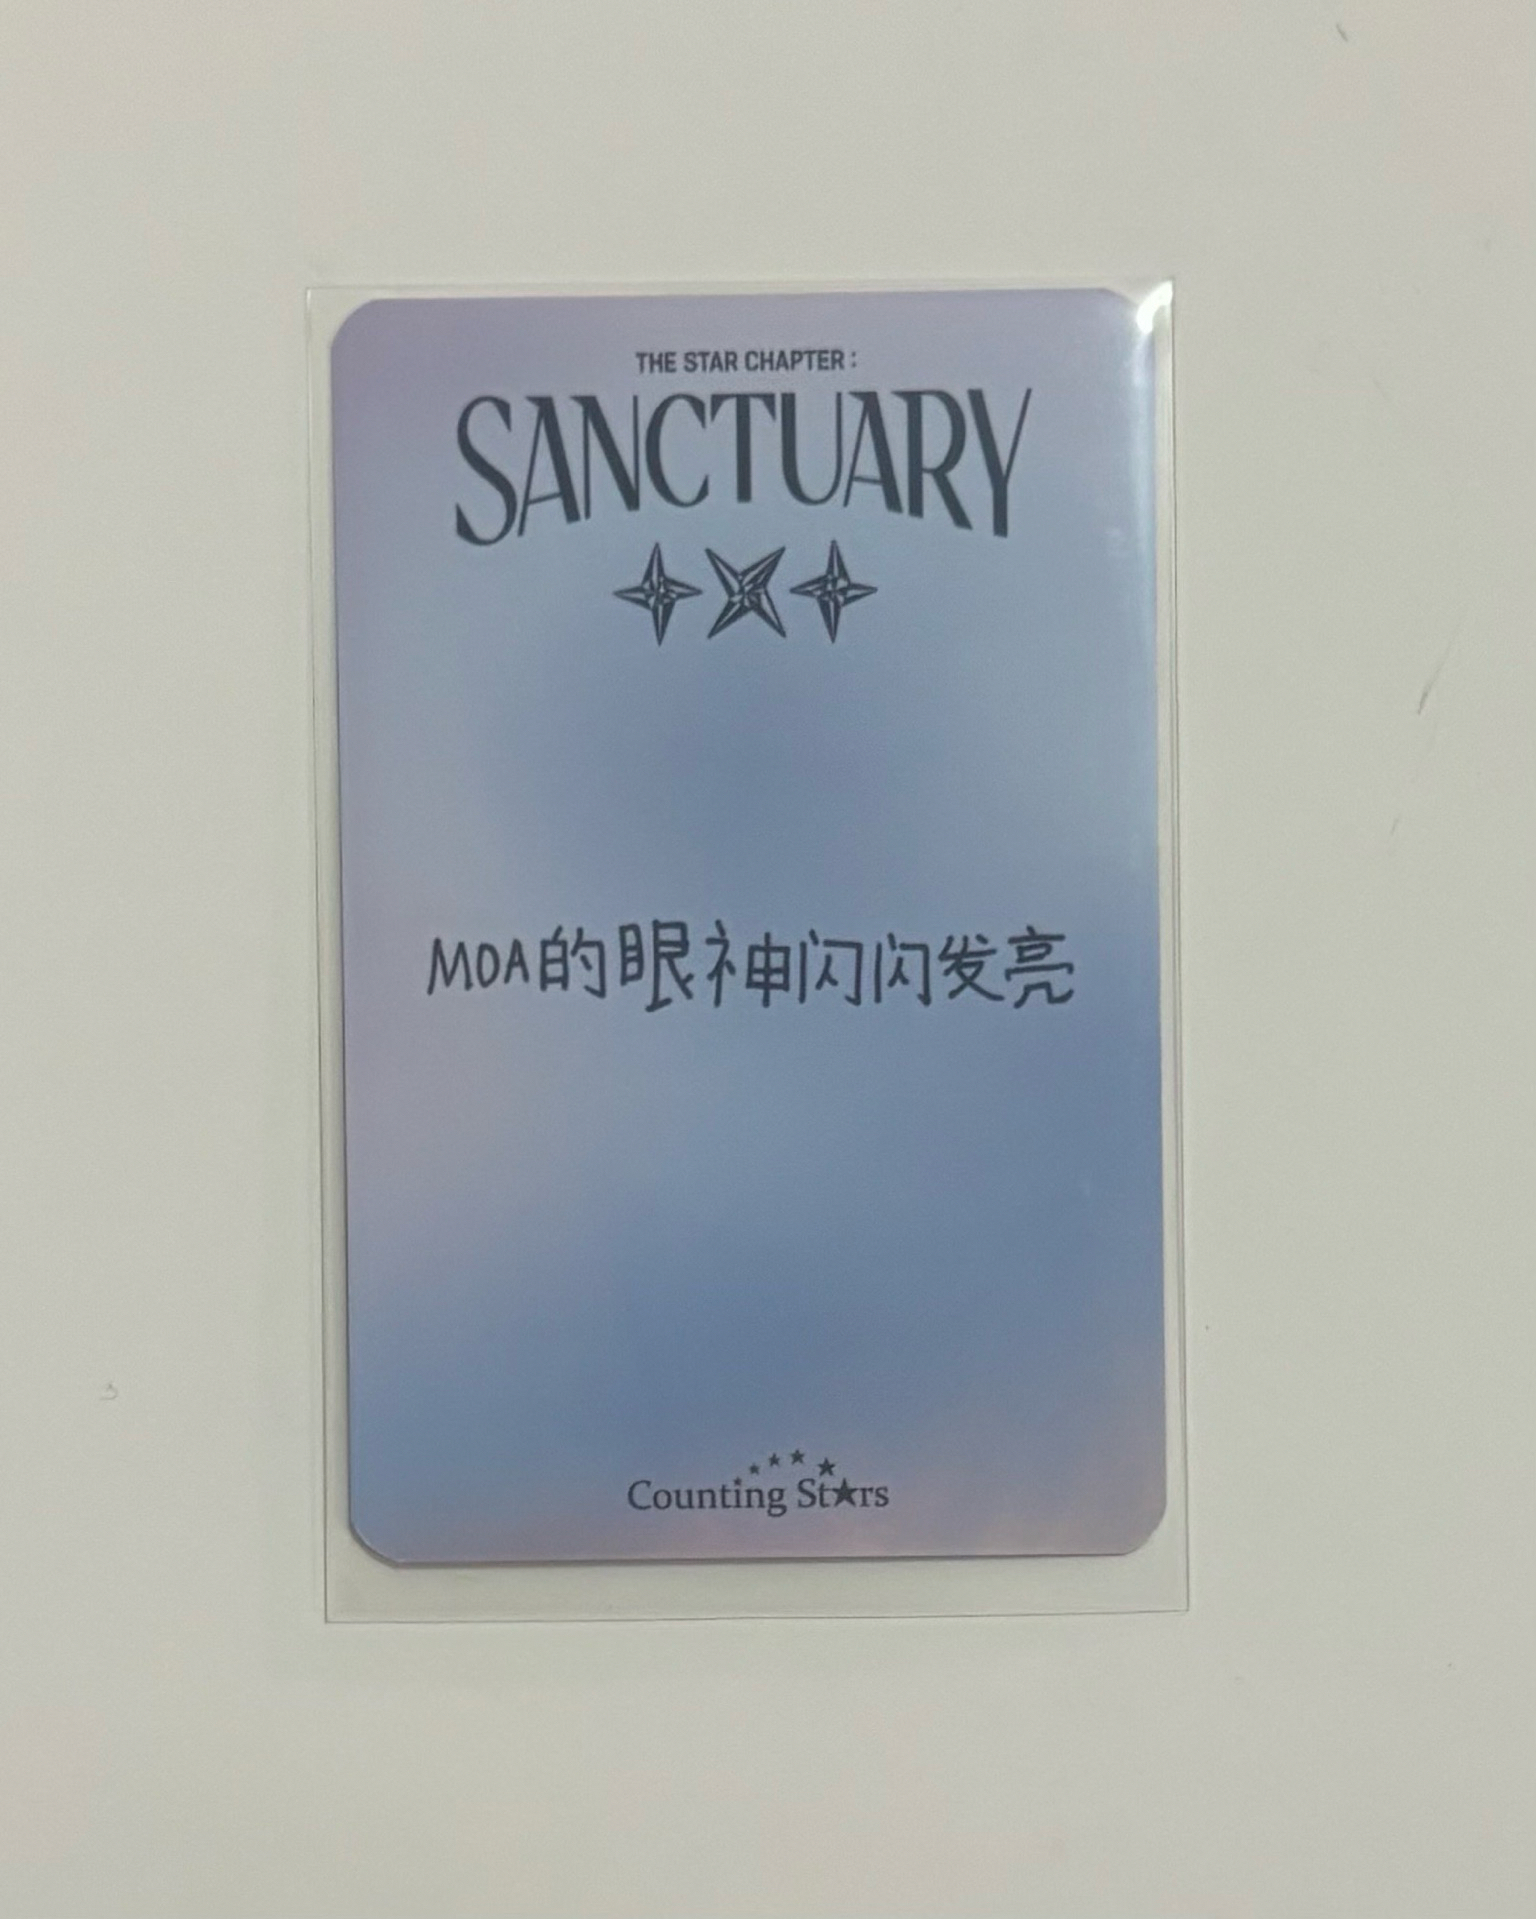 THE STAR CHAPTER :
SANCTUARY
MOA的眼神闪闪发亮
Counting Stars